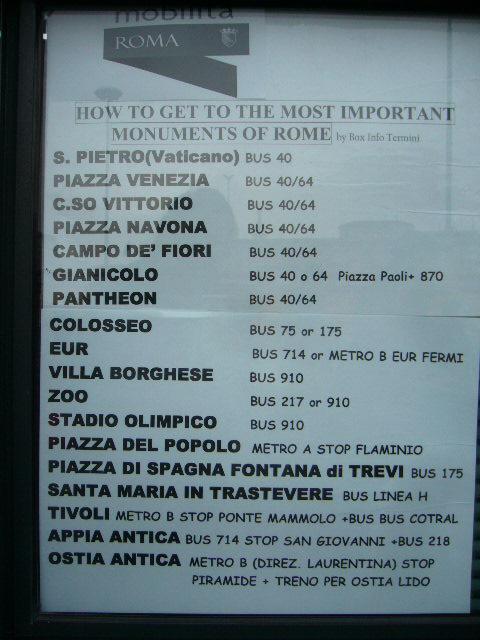 mobilità
ROMA
HOW TO GET TO THE MOST IMPORTANT
MONUMENTS OF ROME by Box Info Termini
S. PIETRO(Vaticano) BUS 40
PIAZZA VENEZIA BUS 40/64
C.SO VITTORIO BUS 40/64
PIAZZA NAVONA BUS 40/64
CAMPO DE' FIORI BUS 40/64
GIANICOLO BUS 40 o 64 Piazza Paoli+ 870
PANTHEON BUS 40/64
COLOSSEO BUS 75 or 175
EUR BUS 714 or METRO B EUR FERMI
VILLA BORGHESE BUS 910
ZOO BUS 217 or 910
STADIO OLIMPICO BUS 910
PIAZZA DEL POPOLO METRO A STOP FLAMINIO
PIAZZA DI SPAGNA FONTANA di TREVI BUS 175
SANTA MARIA IN TRASTEVERE BUS LINEA H
TIVOLI METRO B STOP PONTE MAMMOLO +BUS BUS COTRAL
APPIA ANTICA BUS 714 STOP SAN GIOVANNI +BUS 218
OSTIA ANTICA METRO B (DIREZ. LAURENTINA) STOP
PIRAMIDE + TRENO PER OSTIA LIDO